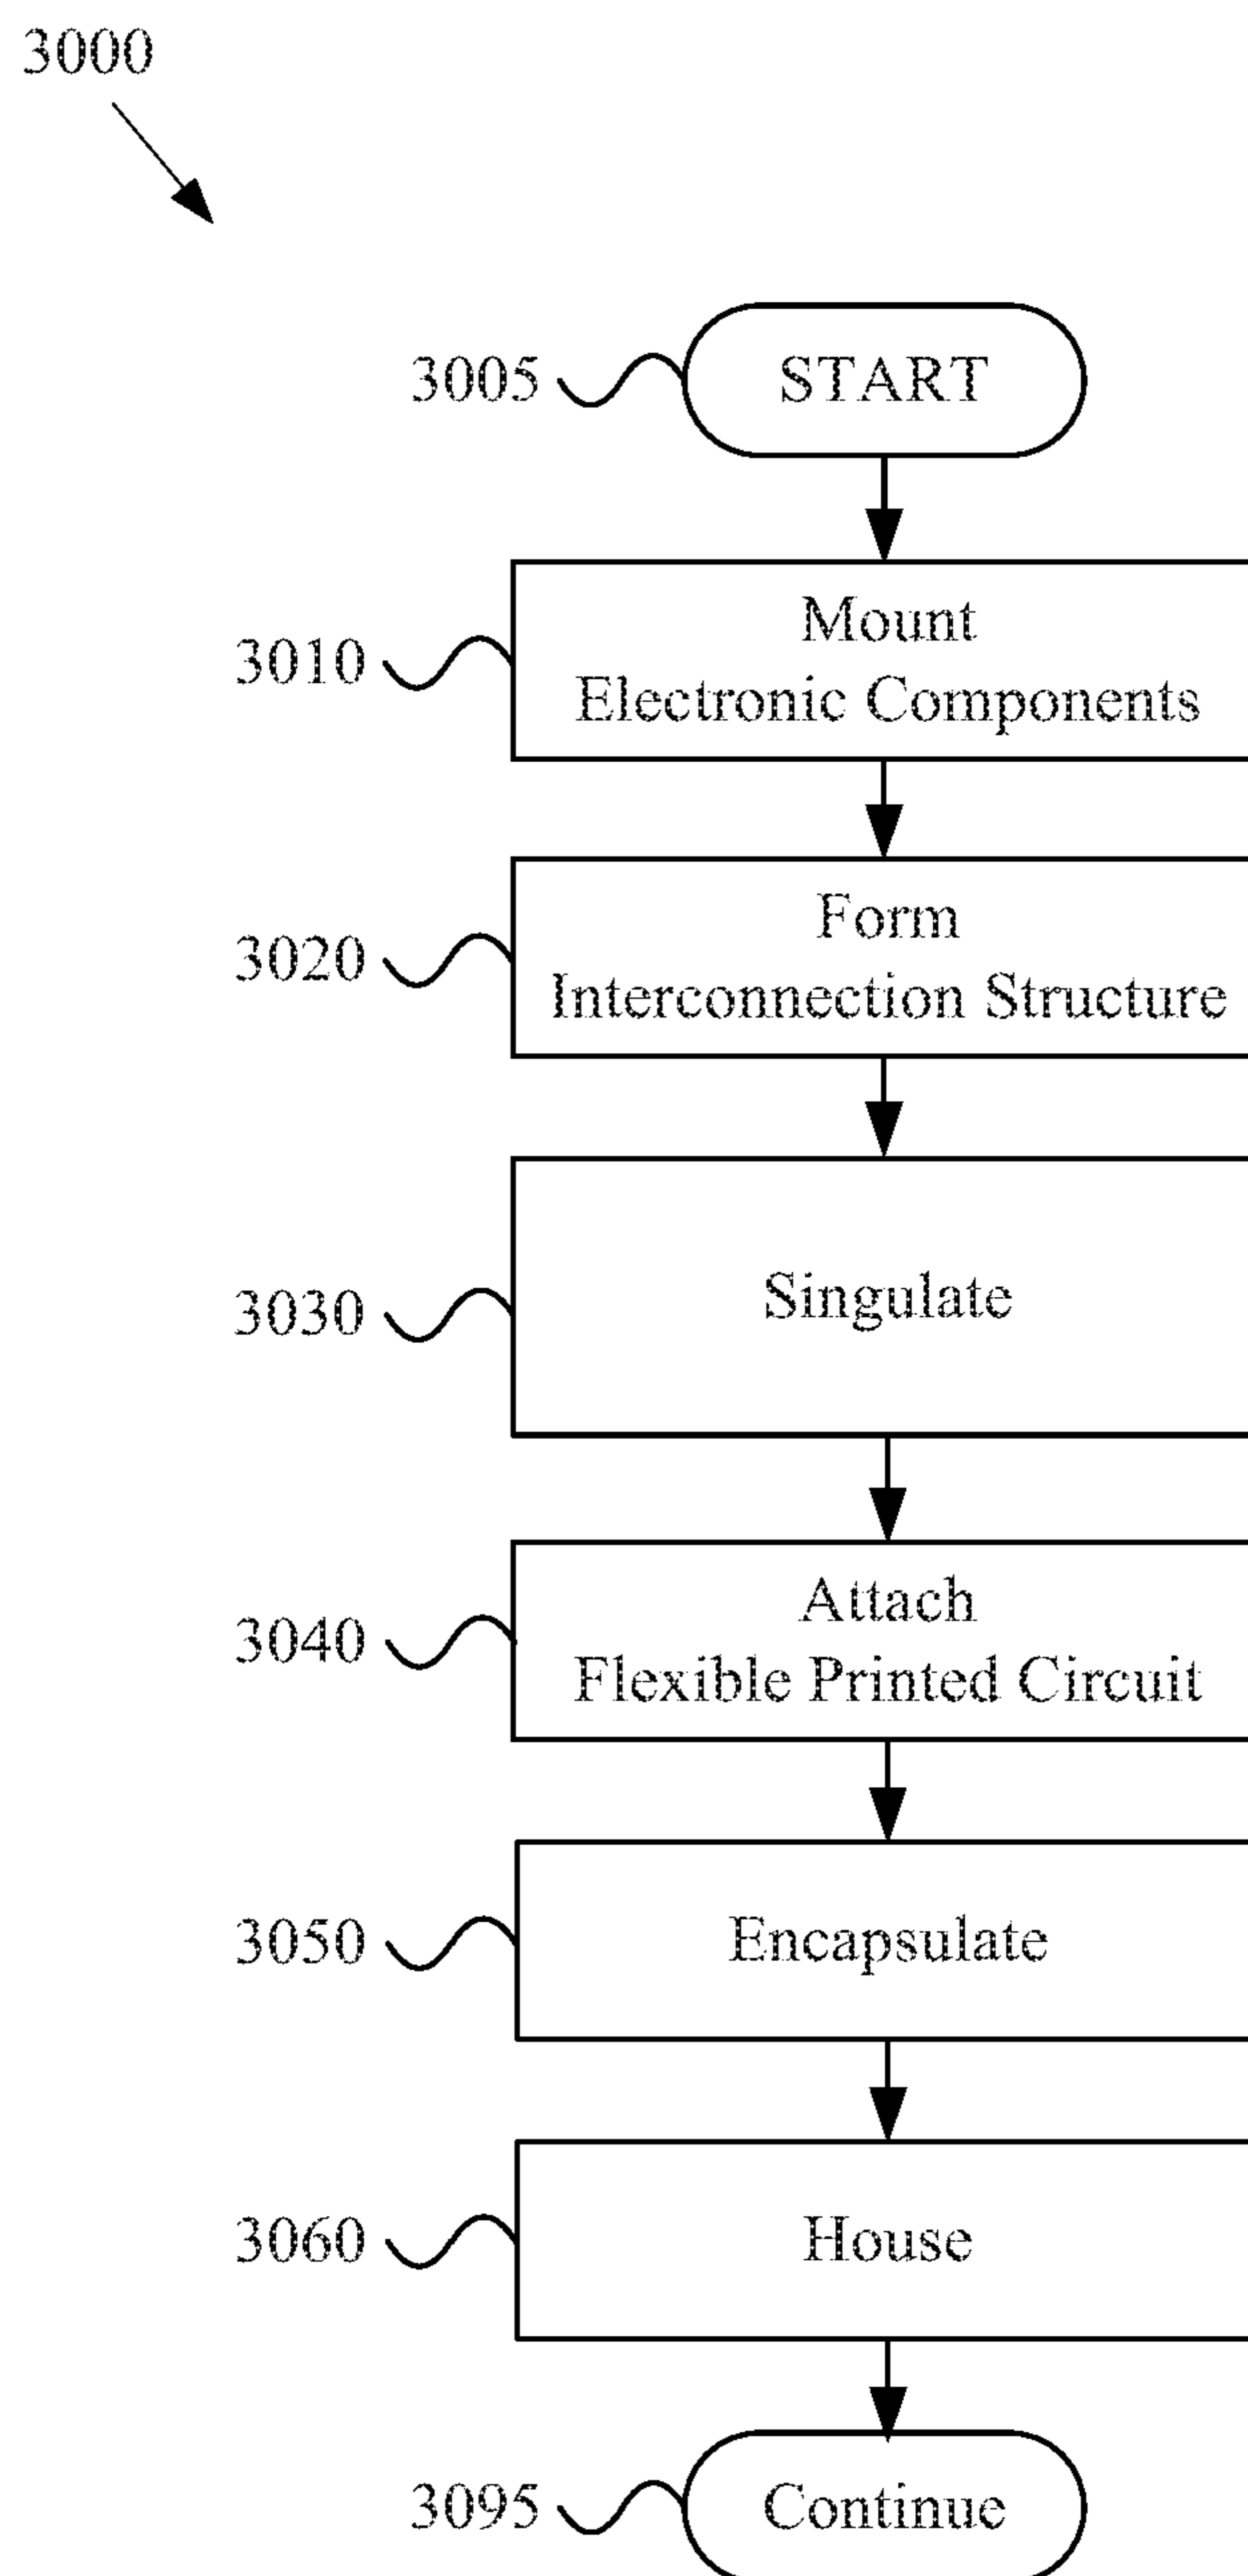 3000
3005 START
3010 Mount
Electronic Components
3020 Form
Interconnection Structure
3030 Singulate
3040 Attach
Flexible Printed Circuit
3050 Encapsulate
3060 House
3095 Continue